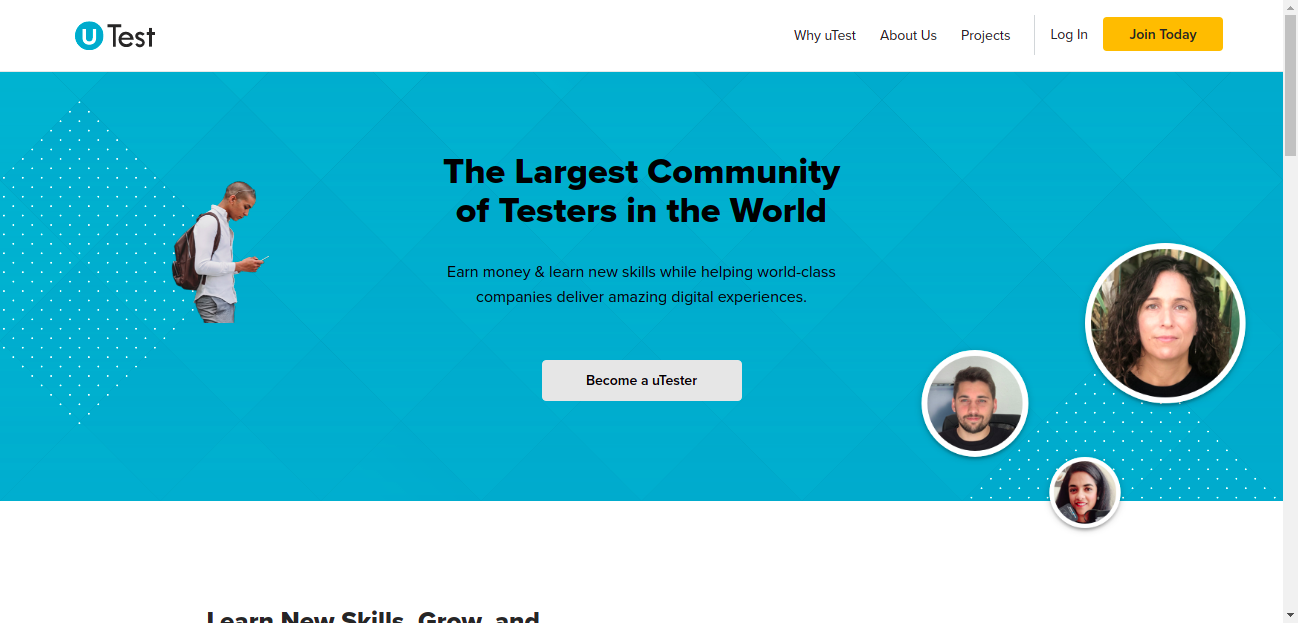 uTest
Why uTest
About Us
Projects
Log In
Join Today
The Largest Community
of Testers in the World
Earn money & learn new skills while helping world-class
companies deliver amazing digital experiences.
Become a uTester
Learn New Skills, Grow, and